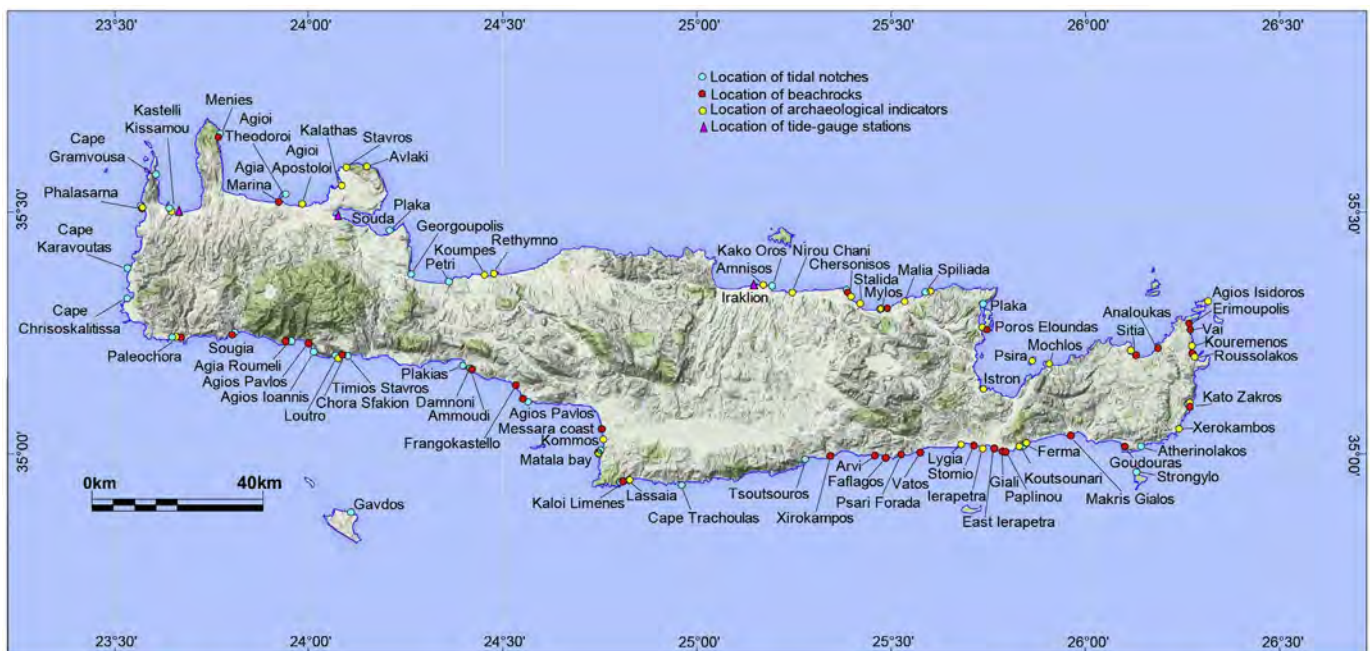 23°30'
24°00'
24°30'
25°00'
25°30'
26°00'
26°30'
Location of tidal notches
Location of beachrocks
Location of archaeological indicators
Location of tide-gauge stations
Menies
Kastelli
Kissamou
Agioi
Theodoroi
Kalathas
Stavros
Cape
Gramvousa
Agioi
Apostoloi
Avlaki
Agia
Marina
Phalasarna
35°30'
35°30'
Souda
Plaka
Cape
Karavoutas
Georgoupolis
Koumpes
Rethymno
Petri
Kako Oros
Nirou Chani
Amnisos
Chersonisos
Iraklion
Stalida
Malia
Spiliada
Mylos
Cape
Chrisoskalitissa
Plaka
Agios Isidoros
Analoukas
Erimoupolis
Poros Eloundas
Sitia
Vai
Mochlos
Kouremenos
Psira
Roussolakos
Paleochora
Sougia
Agia Roumeli
Agios Pavlos
Agios Ioannis
Loutro
Timios Stavros
Chora Sfakion
Plakias
Damnoni
Ammoudi
Frangokastello
Agios Pavlos
Messara coast
Kommos
Matala bay
Istron
Kato Zakros
Xerokambos
35°00'
35°00'
Lygia
Stomio
Ferma
Atherinolakos
Goudouras
Strongylo
Arvi
Faflagos
Vatos
Giali
Koutsounari
Psari Forada
Ierapetra
Paplinou
Makris Gialos
Tsoutsouros
Xirokampos
East Ierapetra
Kaloi Limenes
Lassaia
Cape Trachoulas
0km
40km
Gavdos
23°30'
24°00'
24°30'
25°00'
25°30'
26°00'
26°30'